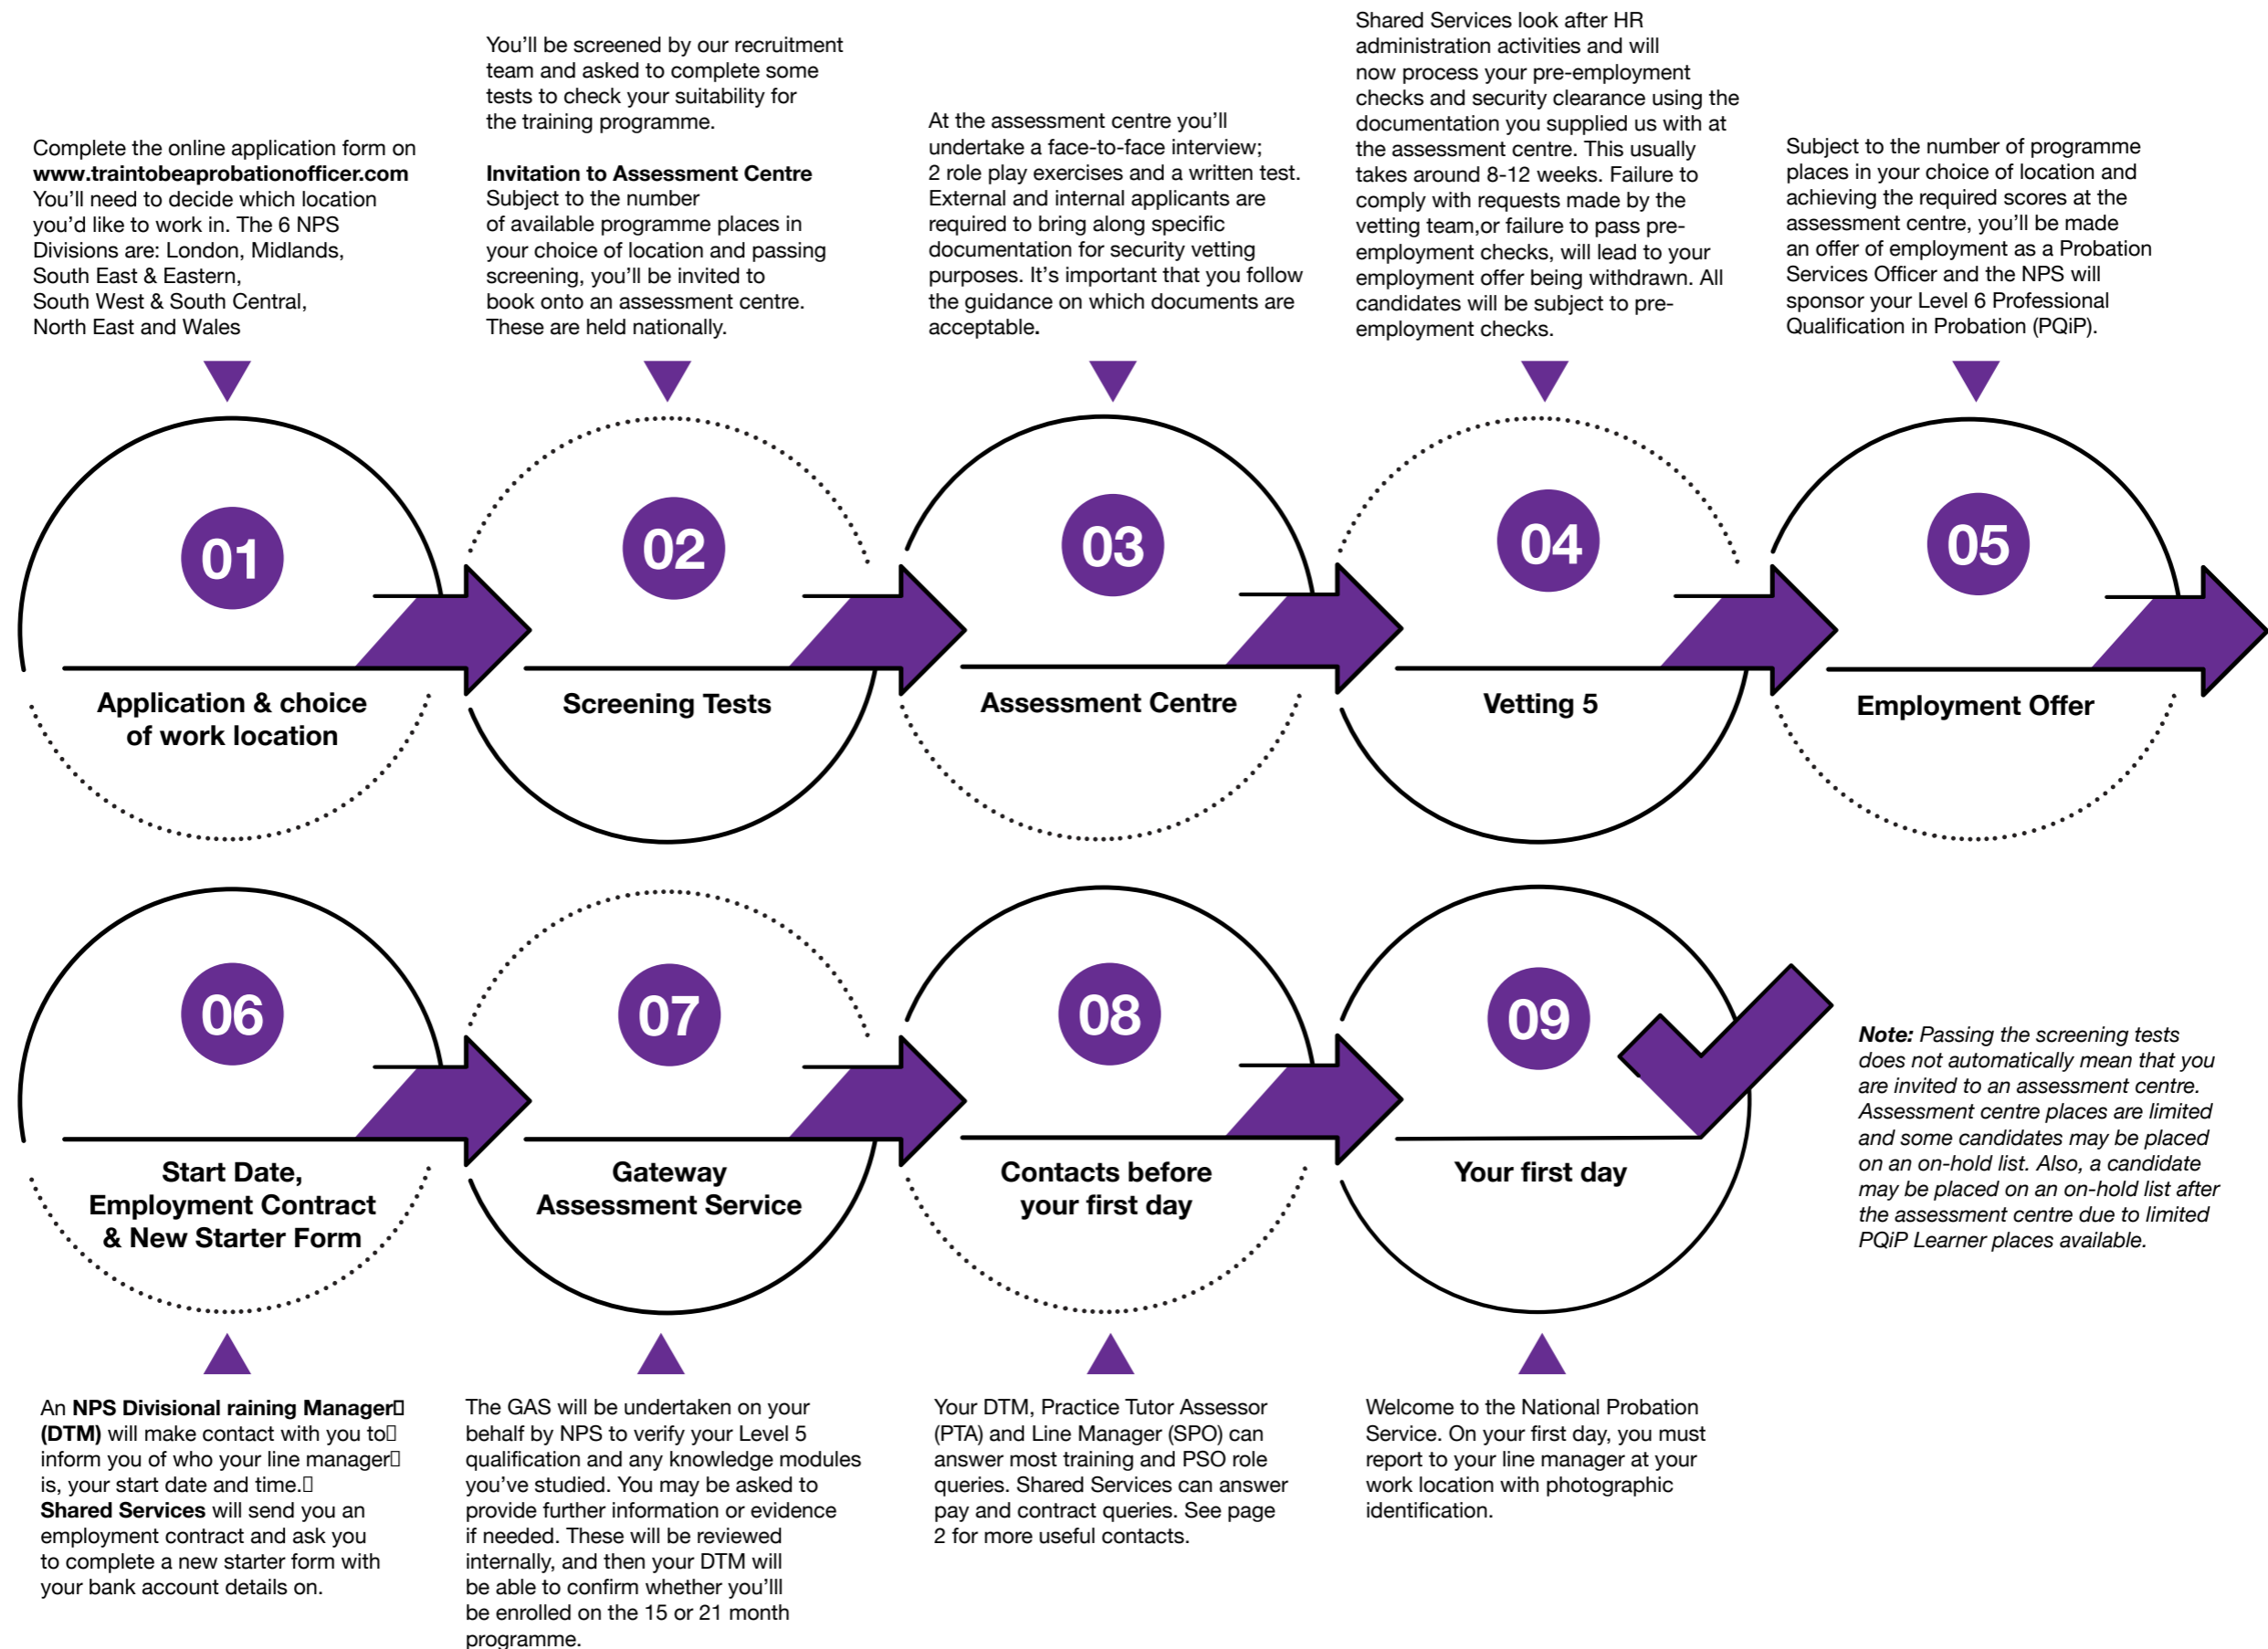 Complete the online application form on
www.traintobeaprobationofficer.com
You'll need to decide which location
you'd like to work in. The 6 NPS
Divisions are: London, Midlands,
South East & Eastern,
South West & South Central,
North East and Wales
You'll be screened by our recruitment
team and asked to complete some
tests to check your suitability for
the training programme.
Invitation to Assessment Centre
Subject to the number
of available programme places in
your choice of location and passing
screening, you'll be invited to
book onto an assessment centre.
These are held nationally.
At the assessment centre you'll
undertake a face-to-face interview;
2 role play exercises and a written test.
External and internal applicants are
required to bring along specific
documentation for security vetting
purposes. It's important that you follow
the guidance on which documents are
acceptable.
Shared Services look after HR
administration activities and will
now process your pre-employment
checks and security clearance using the
documentation you supplied us with at
the assessment centre. This usually
takes around 8-12 weeks. Failure to
comply with requests made by the
vetting team,or failure to pass pre-
employment checks, will lead to your
employment offer being withdrawn. All
candidates will be subject to pre-
employment checks.
Subject to the number of programme
places in your choice of location and
achieving the required scores at the
assessment centre, you'll be made
an offer of employment as a Probation
Services Officer and the NPS will
sponsor your Level 6 Professional
Qualification in Probation (PQiP).
01
Application & choice
of work location
02
Screening Tests
03
Assessment Centre
04
Vetting 5
05
Employment Offer
06
Start Date,
Employment Contract
& New Starter Form
07
Gateway
Assessment Service
08
Contacts before
your first day
09
Your first day
Note: Passing the screening tests
does not automatically mean that you
are invited to an assessment centre.
Assessment centre places are limited
and some candidates may be placed
on an on-hold list. Also, a candidate
may be placed on an on-hold list after
the assessment centre due to limited
PQiP Learner places available.
An NPS Divisional raining Manager
(DTM) will make contact with you to
inform you of who your line manager
is, your start date and time.
Shared Services will send you an
employment contract and ask you
to complete a new starter form with
your bank account details on.
The GAS will be undertaken on your
behalf by NPS to verify your Level 5
qualification and any knowledge modules
you've studied. You may be asked to
provide further information or evidence
if needed. These will be reviewed
internally, and then your DTM will
be able to confirm whether you'lll
be enrolled on the 15 or 21 month
programme.
Your DTM, Practice Tutor Assessor
(PTA) and Line Manager (SPO) can
answer most training and PSO role
queries. Shared Services can answer
pay and contract queries. See page
2 for more useful contacts.
Welcome to the National Probation
Service. On your first day, you must
report to your line manager at your
work location with photographic
identification.